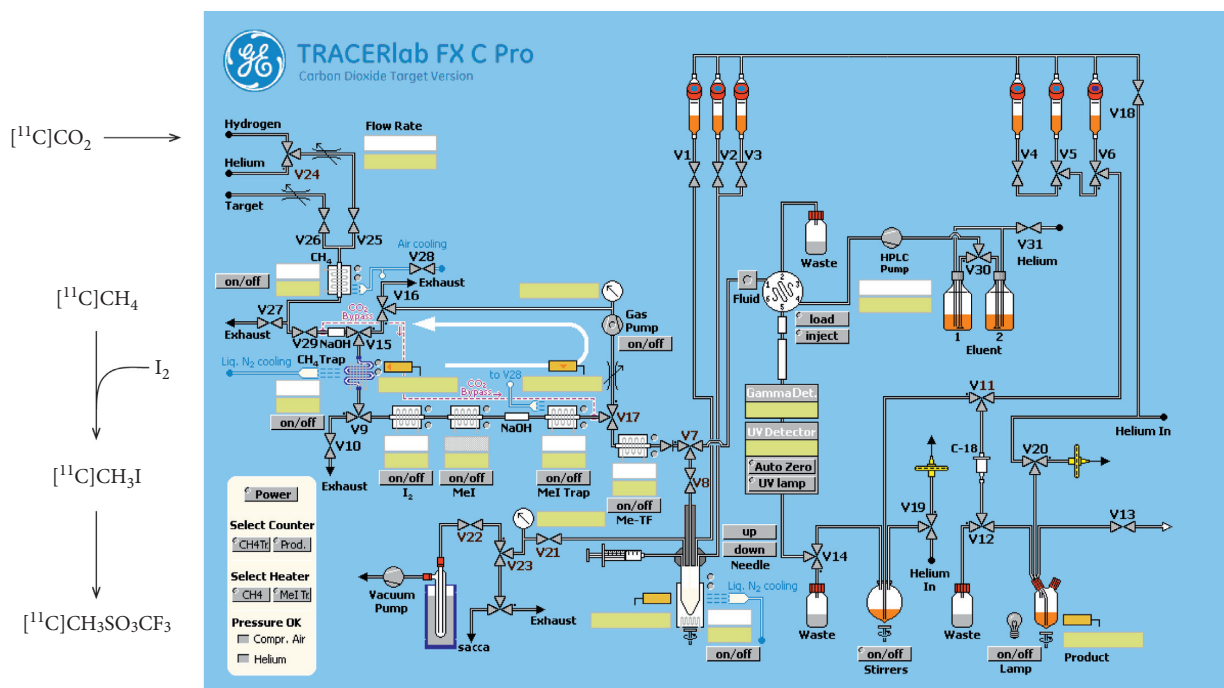 [¹¹C]CO₂
[¹¹C]CH₄
I₂
[¹¹C]CH₃I
[¹¹C]CH₃SO₃CF₃
GE
TRACERlab FX C Pro
Carbon Dioxide Target Version
Hydrogen
Flow Rate
Helium
V24
Target
V26
V25
CH₄
Air cooling
V28
on/off
Exhaust
V16
V27
Exhaust
V29
NaOH
V15
CO₂
Bypass
Gas
Pump
on/off
Liq. N₂ cooling
CH₄ Trap
to V28
CO₂
Bypass
on/off
V9
V10
Exhaust
NaOH
V17
on/off
I₂
on/off
MeI
on/off
MeI Trap
on/off
Me-TF
V7
V8
V1
V2
V3
V4
V5
V6
V18
Waste
Fluid
1
2
3
4
5
6
load
inject
HPLC
Pump
V30
V31
Helium
1
2
Eluent
Gamma Det.
UV Detector
Auto Zero
UV lamp
V11
C-18
V20
Helium In
V19
V12
V13
Helium
In
V14
Waste
on/off
Stirrers
Waste
on/off
Lamp
Product
up
down
Needle
Liq. N₂ cooling
on/off
V22
V21
V23
Vacuum
Pump
sacca
Exhaust
Power
Select Counter
CH4Tr
Prod.
Select Heater
CH4
MeI Tr
Pressure OK
Compr. Air
Helium